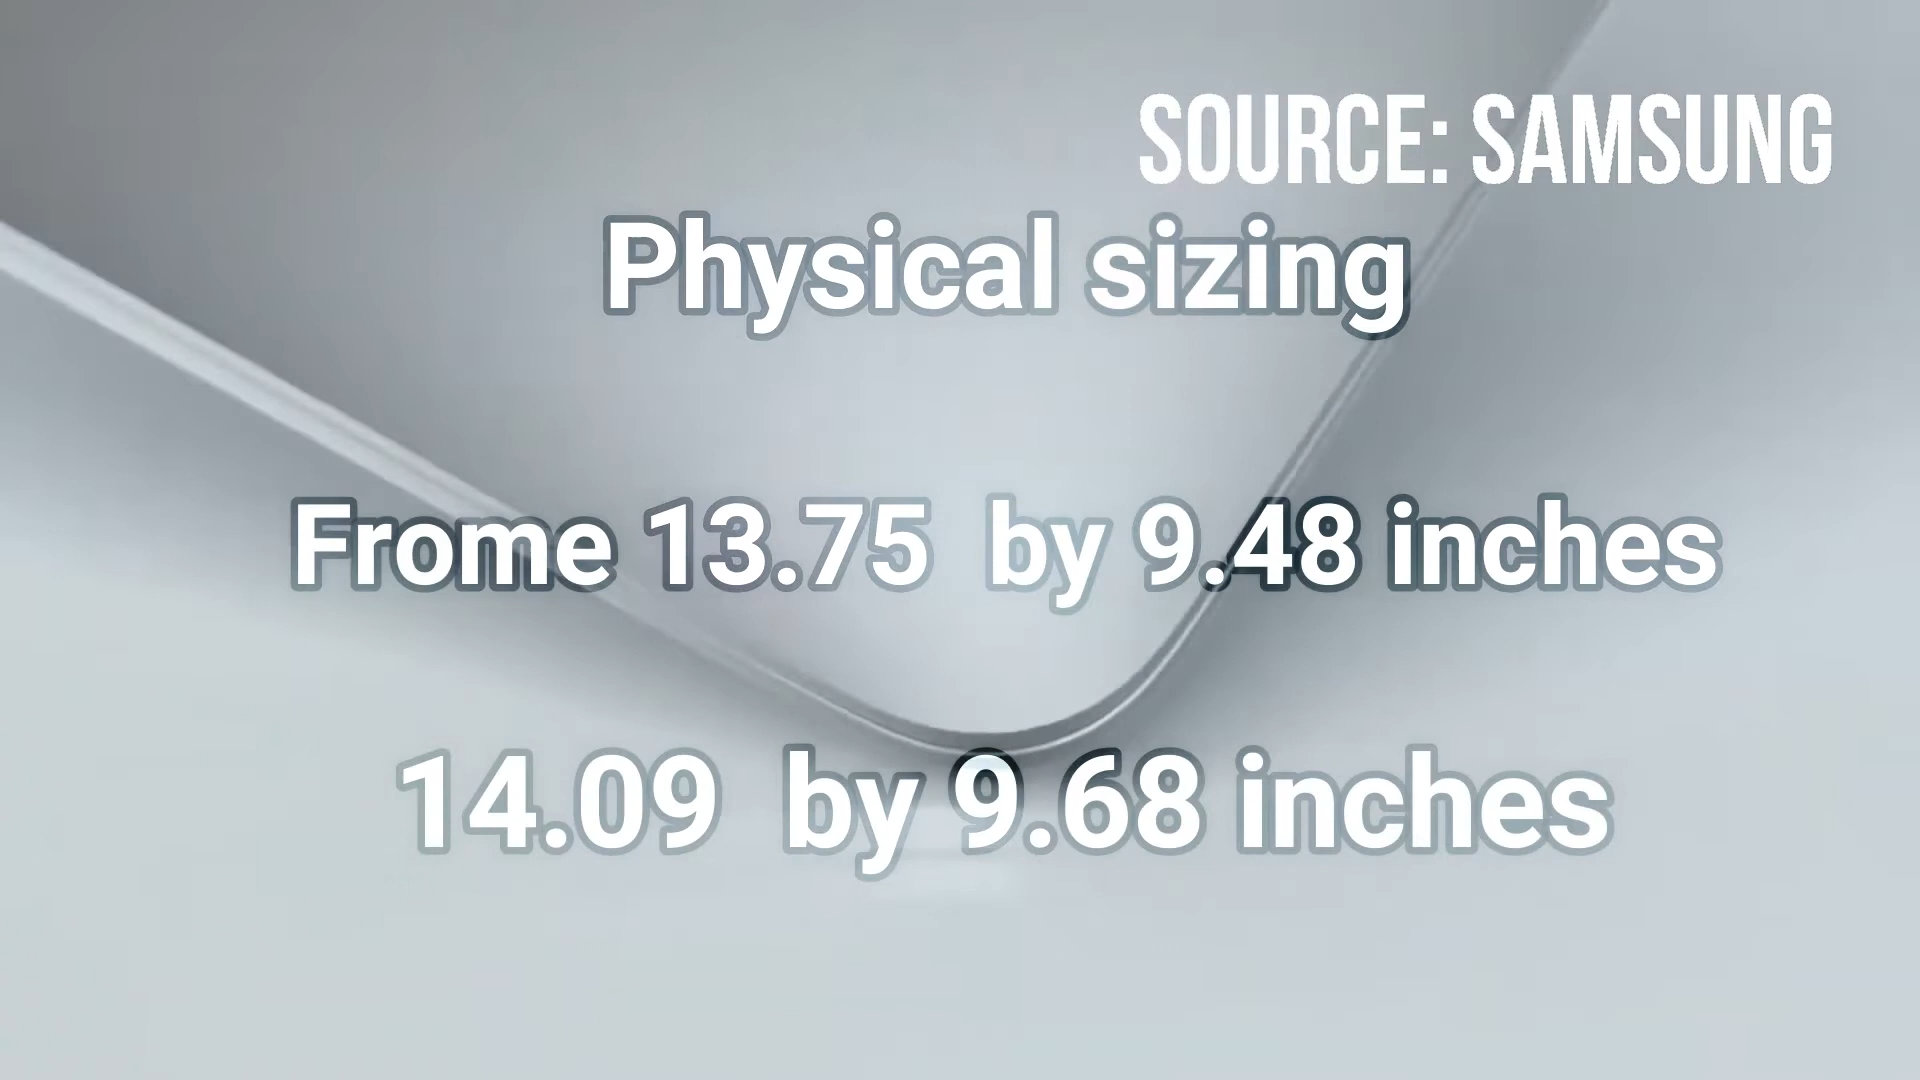 SOURCE: SAMSUNG
Physical sizing
Frome 13.75 by 9.48 inches
14.09 by 9.68 inches